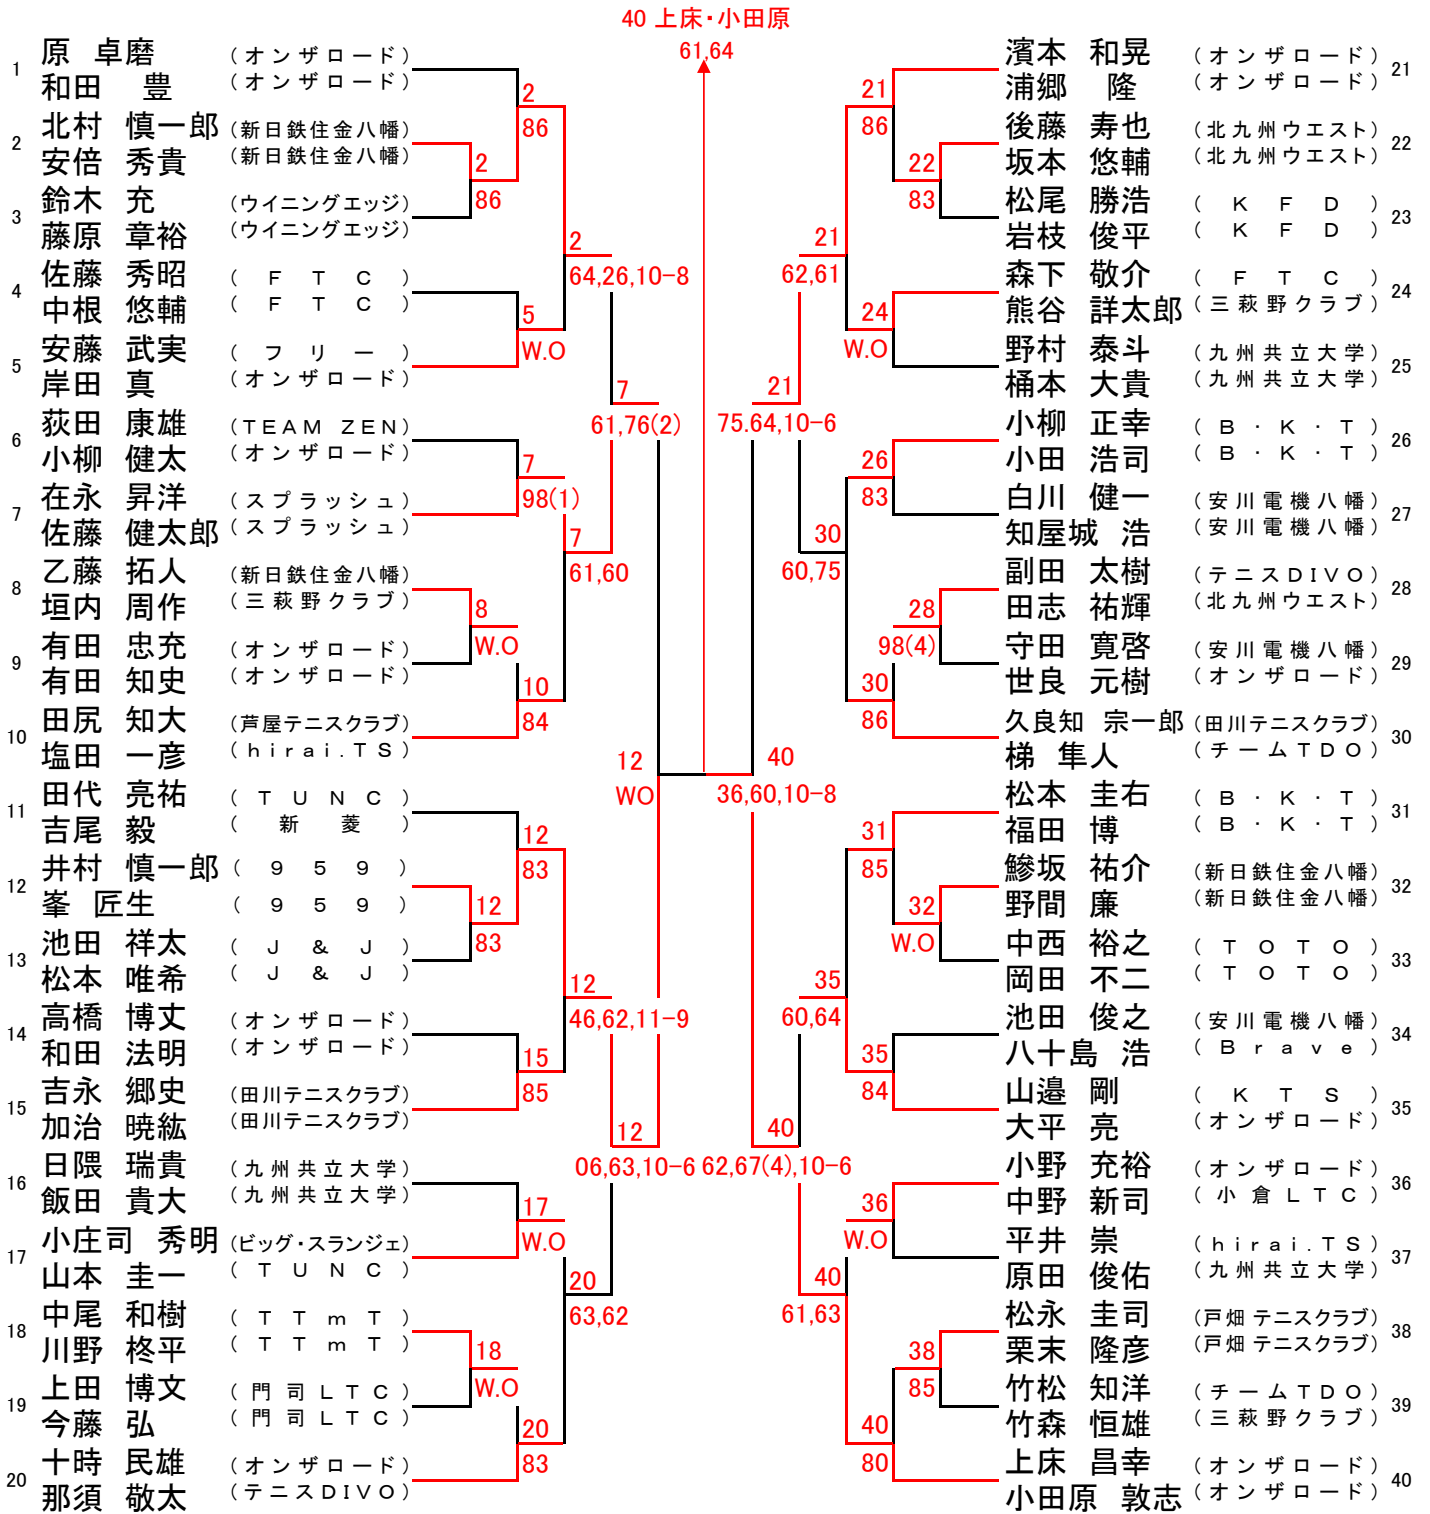 40 上床・小田原
61,64
1 原 卓磨 (オンザロード)
和田 豊 (オンザロード)
2 北村 慎一郎 (新日鉄住金八幡)
安倍 秀貴 (新日鉄住金八幡)
3 鈴木 充 (ウイニングエッジ)
藤原 章裕 (ウイニングエッジ)
4 佐藤 秀昭 (FTC)
中根 悠輔 (FTC)
5 安藤 武実 (フリー)
岸田 真 (オンザロード)
6 荻田 康雄 (TEAM ZEN)
小柳 健太 (オンザロード)
7 在永 昇洋 (スプラッシュ)
佐藤 健太郎 (スプラッシュ)
8 乙藤 拓人 (新日鉄住金八幡)
垣内 周作 (三萩野クラブ)
9 有田 忠充 (オンザロード)
有田 知史 (オンザロード)
10 田尻 知大 (芦屋テニスクラブ)
塩田 一彦 (hirai.TS)
11 田代 亮祐 (TUNC)
吉尾 毅 (新菱)
12 井村 慎一郎 (959)
峯 匠生 (959)
13 池田 祥太 (J&J)
松本 唯希 (J&J)
14 高橋 博丈 (オンザロード)
和田 法明 (オンザロード)
15 吉永 郷史 (田川テニスクラブ)
加治 暁紘 (田川テニスクラブ)
16 日隈 瑞貴 (九州共立大学)
飯田 貴大 (九州共立大学)
17 小庄司 秀明 (ビッグ・スランジェ)
山本 圭一 (TUNC)
18 中尾 和樹 (TTmT)
川野 柊平 (TTmT)
19 上田 博文 (門司LTC)
今藤 弘 (門司LTC)
20 十時 民雄 (オンザロード)
那須 敬太 (テニスDIVO)
2
86
2
86
2
64,26,10-8
5
W.O
7
61,76(2)
7
98(1)
7
61,60
8
W.O
10
84
12
WO
12
83
12
83
12
46,62,11-9
15
85
12
06,63,10-6
17
W.O
20
63,62
18
W.O
20
83
濱本 和晃 (オンザロード) 21
浦郷 隆 (オンザロード)
後藤 寿也 (北九州ウエスト) 22
坂本 悠輔 (北九州ウエスト)
松尾 勝浩 (KFD) 23
岩枝 俊平 (KFD)
森下 敬介 (FTC) 24
熊谷 詳太郎 (三萩野クラブ)
野村 泰斗 (九州共立大学) 25
桶本 大貴 (九州共立大学)
小柳 正幸 (B・K・T) 26
小田 浩司 (B・K・T)
白川 健一 (安川電機八幡) 27
知屋城 浩 (安川電機八幡)
副田 太樹 (テニスDIVO) 28
田志 祐輝 (北九州ウエスト)
守田 寛啓 (安川電機八幡) 29
世良 元樹 (オンザロード)
久良知 宗一郎 (田川テニスクラブ) 30
梯 隼人 (チームTDO)
松本 圭右 (B・K・T) 31
福田 博 (B・K・T)
鰺坂 祐介 (新日鉄住金八幡) 32
野間 廉 (新日鉄住金八幡)
中西 裕之 (TOTO) 33
岡田 不二 (TOTO)
池田 俊之 (安川電機八幡) 34
八十島 浩 (Brave)
山邉 剛 (KTS) 35
大平 亮 (オンザロード)
小野 充裕 (オンザロード) 36
中野 新司 (小倉LTC)
平井 崇 (hirai.TS) 37
原田 俊佑 (九州共立大学)
松永 圭司 (戸畑テニスクラブ) 38
栗末 隆彦 (戸畑テニスクラブ)
竹松 知洋 (チームTDO) 39
竹森 恒雄 (三萩野クラブ)
上床 昌幸 (オンザロード) 40
小田原 敦志 (オンザロード)
21
86
22
83
21
62,61
24
W.O
21
75.64,10-6
26
83
30
60,75
28
98(4)
30
86
40
36,60,10-8
31
85
32
W.O
35
60,64
35
84
40
62,67(4),10-6
36
W.O
40
61,63
38
85
40
80